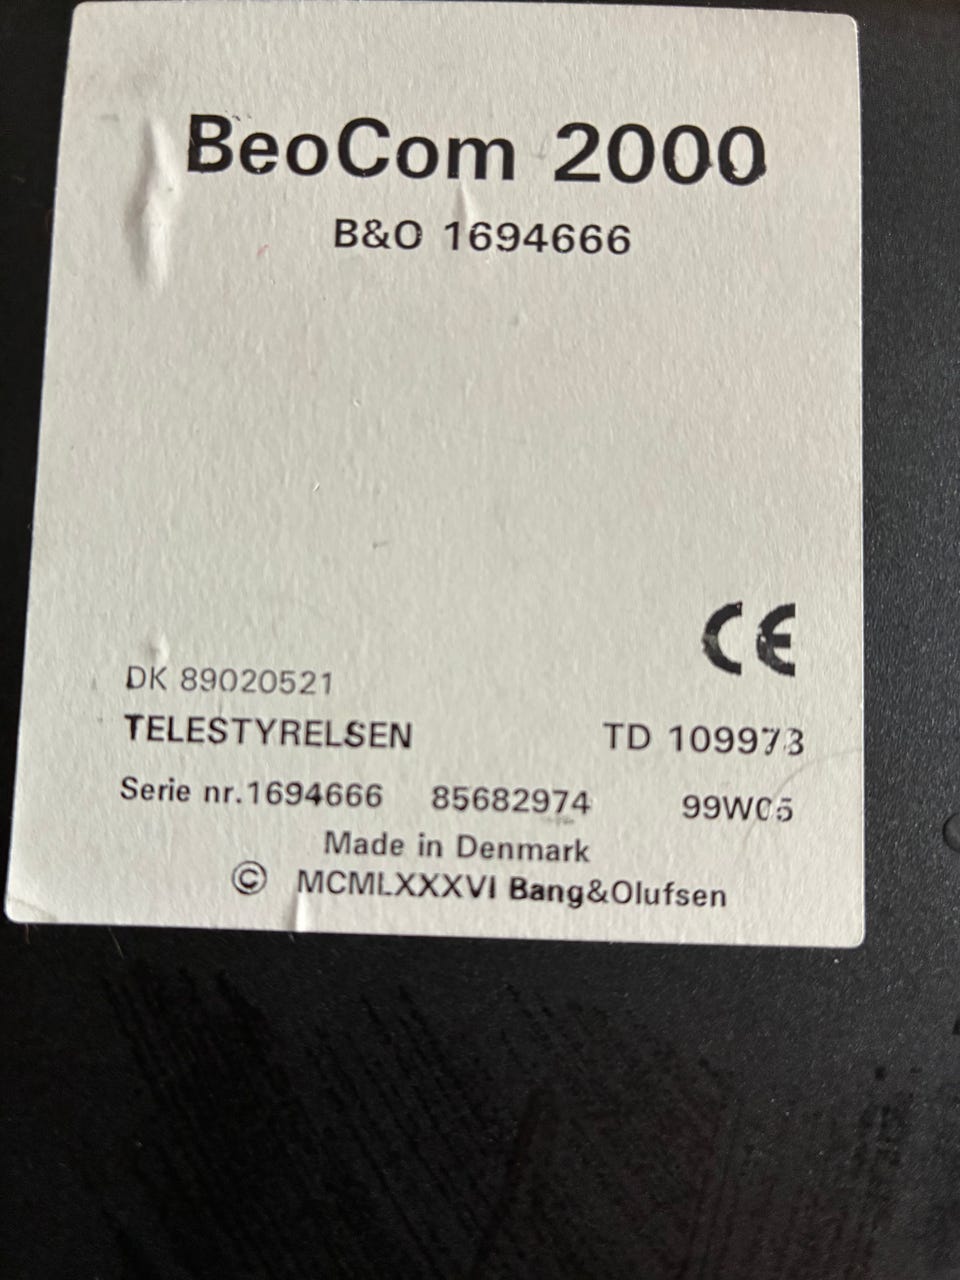 BeoCom 2000
B&O 1694666
CE
DK 89020521
TELESTYRELSEN TD 109973
Serie nr.1694666 85682974 99W05
Made in Denmark
© MCMLXXXVI Bang&Olufsen